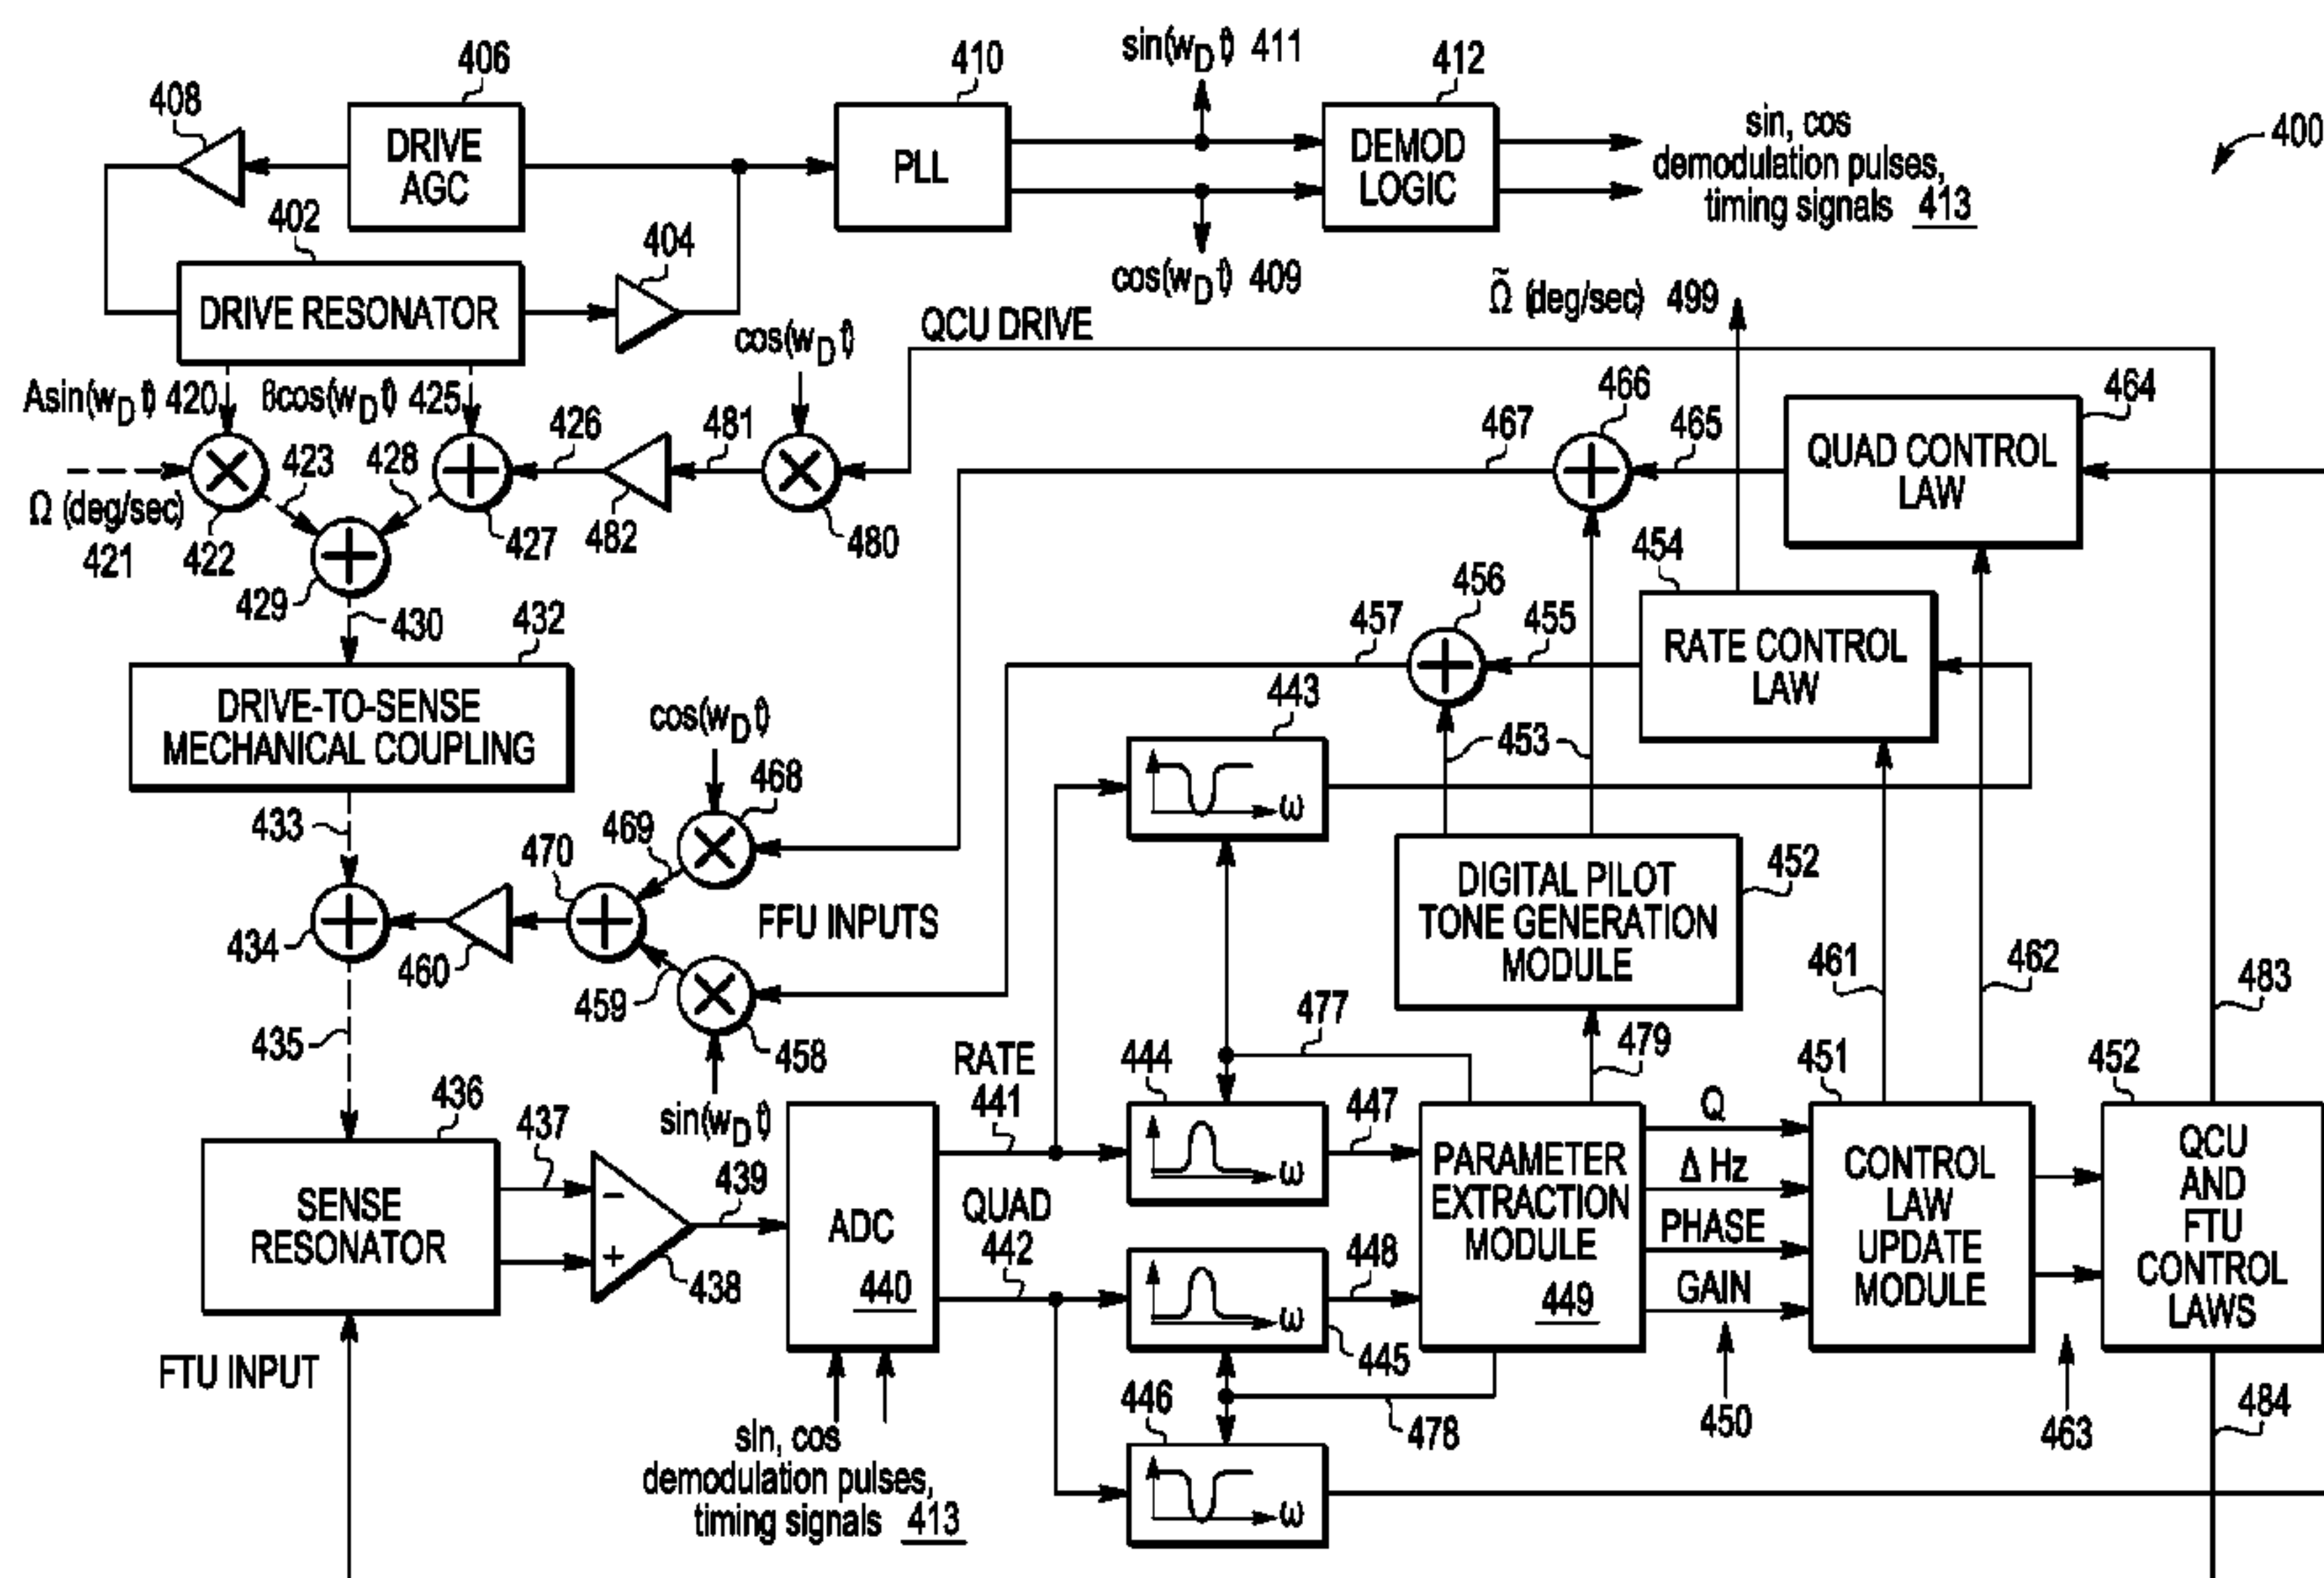 406
408
DRIVE
AGC
410
PLL
sin(w_D t) 411
412
DEMOD
LOGIC
sin, cos
demodulation pulses,
timing signals 413
400
402
DRIVE RESONATOR
404
cos(w_D t) 409
Ω̃ (deg/sec) 499
cos(w_D t)
QCU DRIVE
Asin(w_D t) 420
βcos(w_D t) 425
423
428
426
481
466
467
465
464
QUAD CONTROL
LAW
Ω (deg/sec)
421
422
427
482
480
429
430
454
456
457
455
RATE CONTROL
LAW
432
DRIVE-TO-SENSE
MECHANICAL COUPLING
443
ω
453
cos(w_D t)
468
433
469
470
FFU INPUTS
DIGITAL PILOT
TONE GENERATION
MODULE
452
434
460
459
458
461
462
483
435
sin(w_D t)
477
479
436
437
439
RATE
441
444
ω
447
451
452
SENSE
RESONATOR
−
+
438
ADC
440
QUAD
442
448
ω
445
PARAMETER
EXTRACTION
MODULE
449
Q
Δ Hz
PHASE
GAIN
450
CONTROL
LAW
UPDATE
MODULE
463
QCU
AND
FTU
CONTROL
LAWS
FTU INPUT
446
ω
478
484
sin, cos
demodulation pulses,
timing signals 413